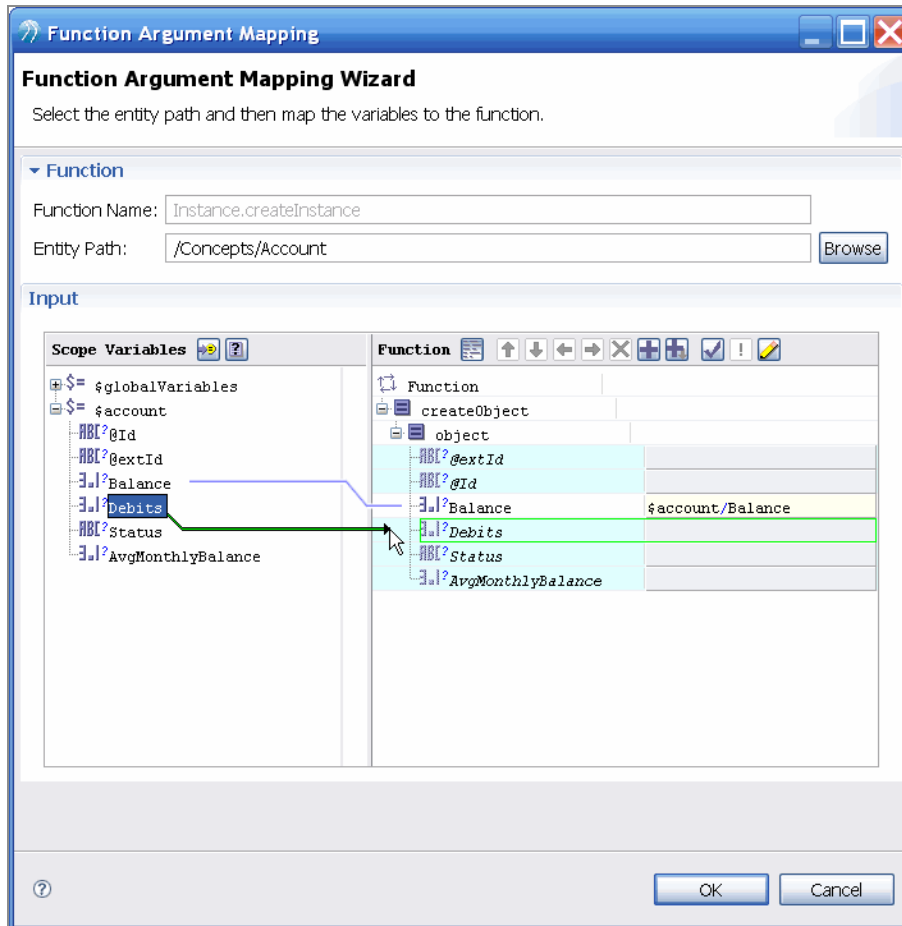 Function Argument Mapping
Function Argument Mapping Wizard
Select the entity path and then map the variables to the function.
Function
Function Name: Instance.createInstance
Entity Path: /Concepts/Account Browse
Input
Scope Variables Function
$globalVariables Function
$account createObject
@Id object
@extId @extId
Balance @Id
Debits Balance $account/Balance
Status Debits
AvgMonthlyBalance Status
AvgMonthlyBalance
OK Cancel